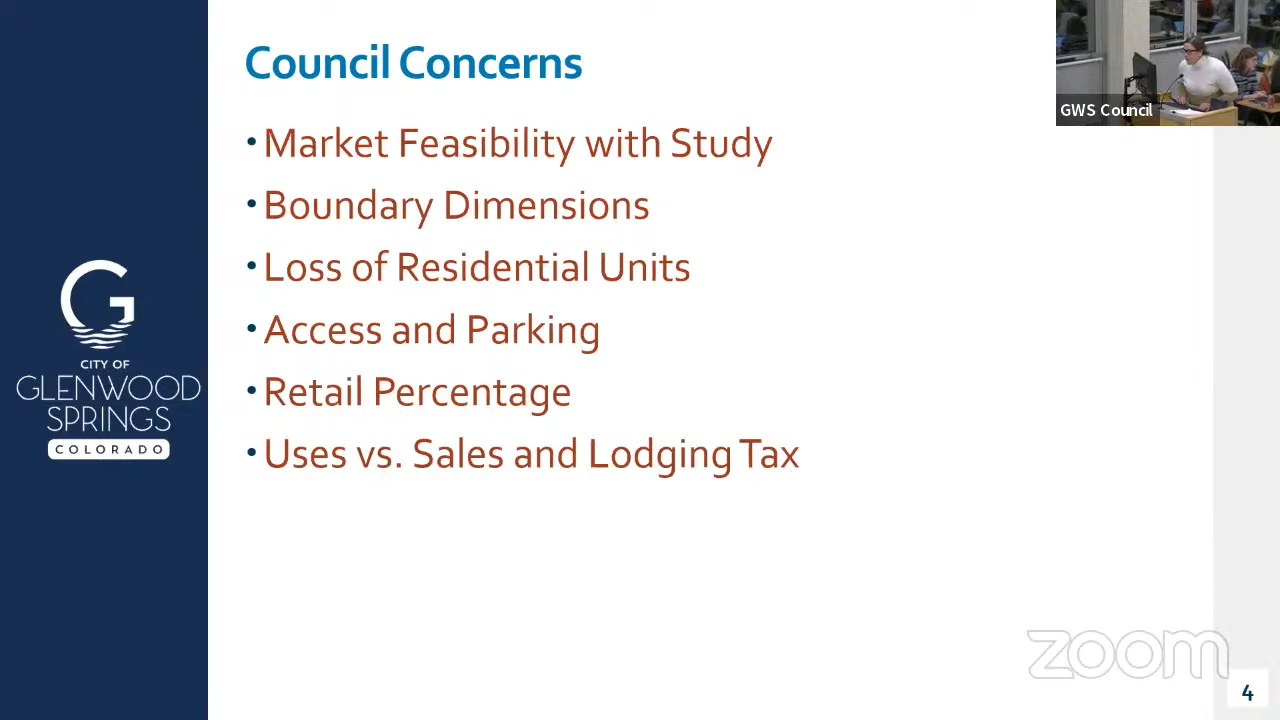 Council Concerns
GWS Council
• Market Feasibility with Study
• Boundary Dimensions
• Loss of Residential Units
• Access and Parking
• Retail Percentage
• Uses vs. Sales and Lodging Tax
G
CITY OF
GLENWOOD
SPRINGS
COLORADO
zoom
4